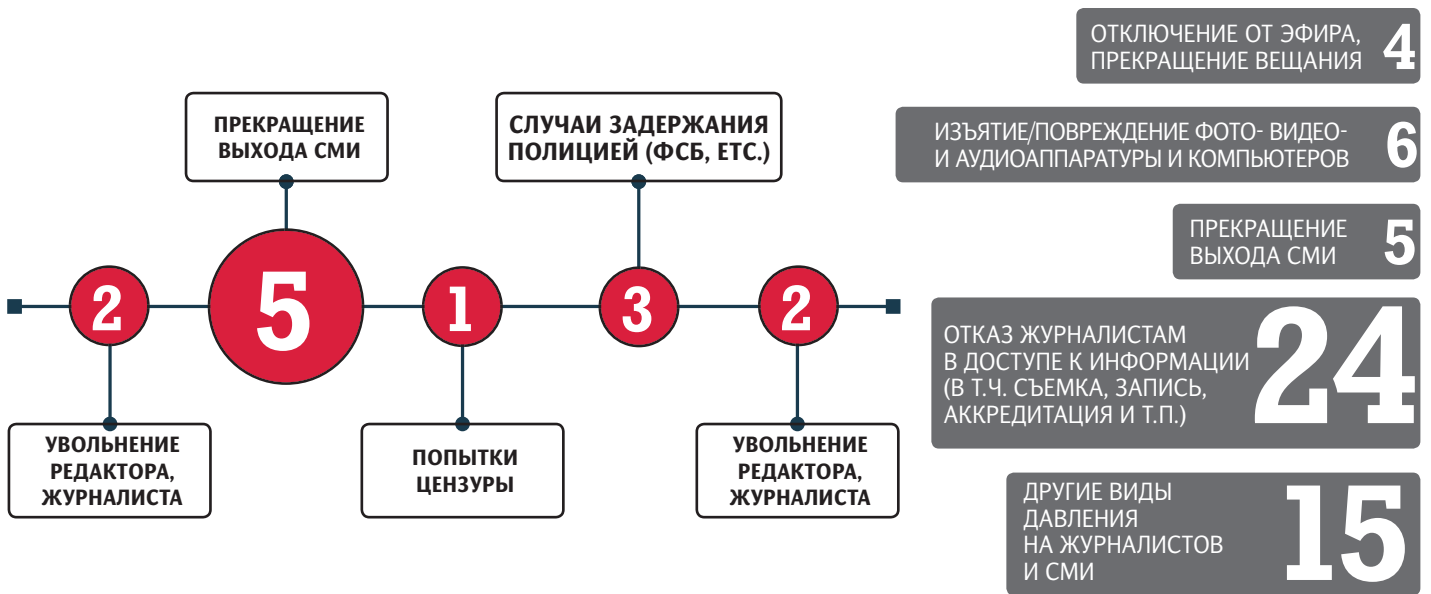 ПРЕКРАЩЕНИЕ
ВЫХОДА СМИ
СЛУЧАИ ЗАДЕРЖАНИЯ
ПОЛИЦИЕЙ (ФСБ, ЕТС.)
2
5
1
3
2
УВОЛЬНЕНИЕ
РЕДАКТОРА,
ЖУРНАЛИСТА
ПОПЫТКИ
ЦЕНЗУРЫ
УВОЛЬНЕНИЕ
РЕДАКТОРА,
ЖУРНАЛИСТА
ОТКЛЮЧЕНИЕ ОТ ЭФИРА,
ПРЕКРАЩЕНИЕ ВЕЩАНИЯ
4
ИЗЪЯТИЕ/ПОВРЕЖДЕНИЕ ФОТО- ВИДЕО-
И АУДИОАППАРАТУРЫ И КОМПЬЮТЕРОВ
6
ПРЕКРАЩЕНИЕ
ВЫХОДА СМИ
5
ОТКАЗ ЖУРНАЛИСТАМ
В ДОСТУПЕ К ИНФОРМАЦИИ
(В Т.Ч. СЪЕМКА, ЗАПИСЬ,
АККРЕДИТАЦИЯ И Т.П.)
24
ДРУГИЕ ВИДЫ
ДАВЛЕНИЯ
НА ЖУРНАЛИСТОВ
И СМИ
15